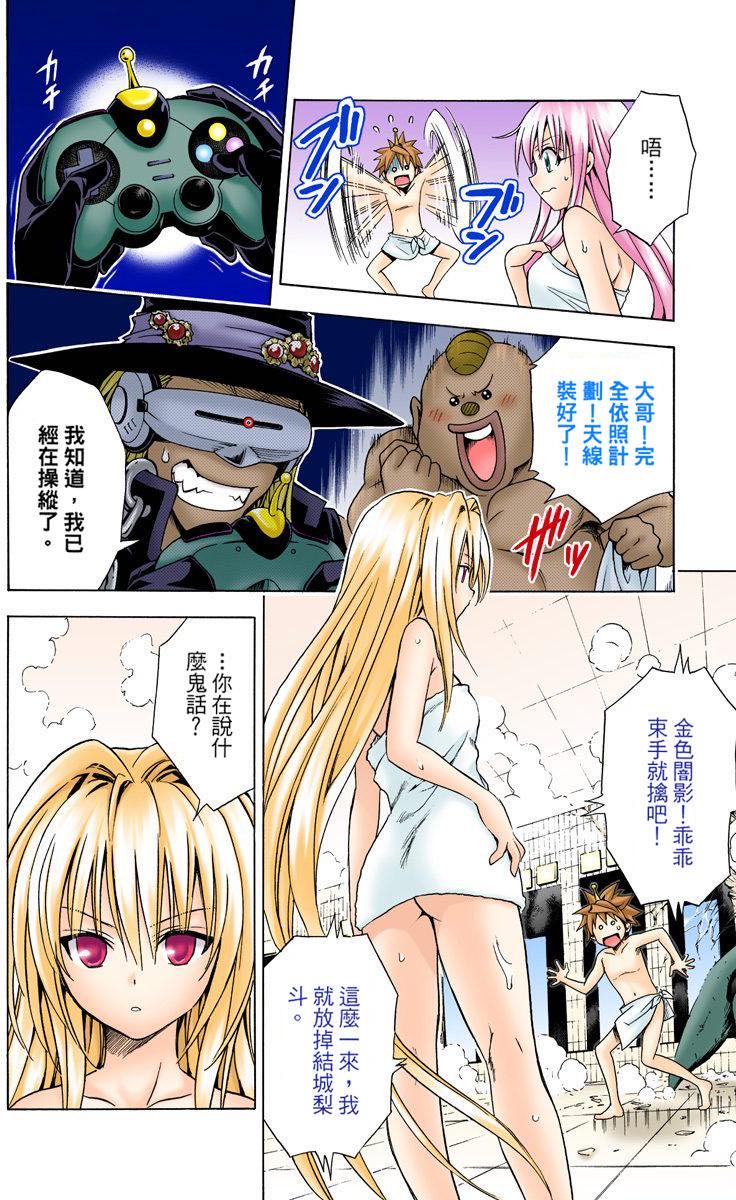 唔⋯⋯
ブン
ブン
カチ
カチ
大哥！完
全依照計
劃！天線
裝好了！
グッ
我知道，我已
經在操縱了。
金色闇影！乖乖
束手就擒吧！
這麼一來，我
就放掉結城梨
斗。
⋯你在說什
麼鬼話？